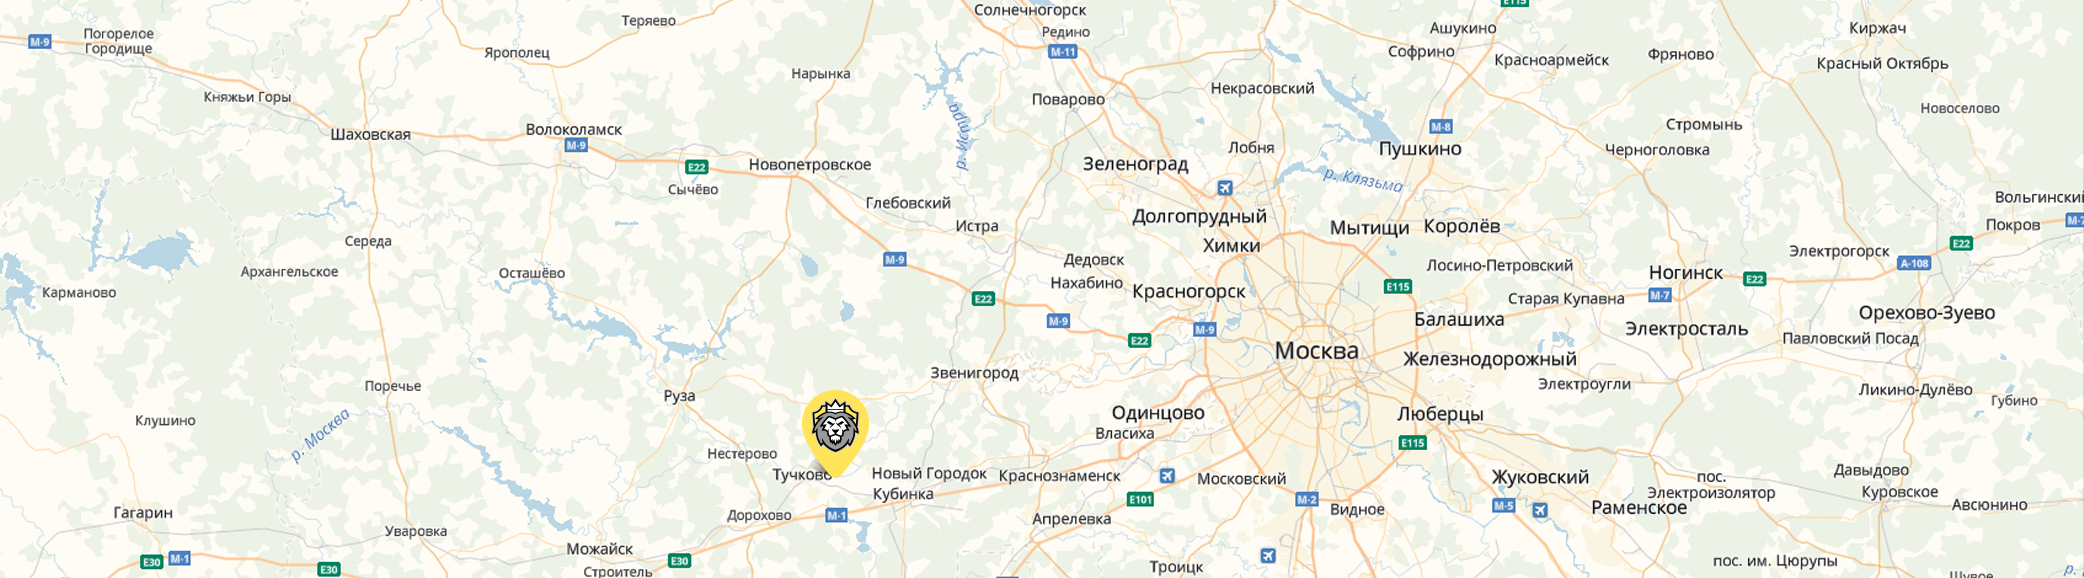 Солнечногорск
E115
Теряево
Ашукино
Киржач
М-9
Погорелое
Городище
Редино
Ярополец
М-11
Софрино
Красноармейск
Фряново
Красный Октябрь
Нарынка
Некрасовский
Княжьи Горы
Поварово
Новоселово
р. Истра
Шаховская
Волоколамск
М-9
М-8
Стромынь
Пушкино
Лобня
Черноголовка
Новопетровское
E22
Зеленоград
Сычёво
р. Клязьма
Вольгинский
Глебовский
Долгопрудный
Истра
Мытищи
Королёв
Покров
Середа
Химки
E22
Электрогорск
М-9
Дедовск
Лосино-Петровский
А-108
Архангельское
Осташёво
Нахабино
Ногинск
E22
Карманово
Красногорск
E115
М-7
E22
Старая Купавна
М-9
Балашиха
Орехово-Зуево
М-9
Электросталь
E22
Павловский Посад
Москва
Железнодорожный
Звенигород
Электроугли
Поречье
Руза
Ликино-Дулёво
Губино
Клушино
р. Москва
Одинцово
Люберцы
Власиха
E115
Нестерово
Тучково
Новый Городок
Краснознаменск
Московский
Жуковский
пос.
Электроизолятор
Давыдово
Кубинка
E101
М-2
Куровское
Гагарин
Дорохово
М-1
Апрелевка
Видное
М-5
Раменское
Авсюнино
Уваровка
Можайск
E30
М-1
E30
E30
Строитель
Троицк
пос. им. Цюрупы